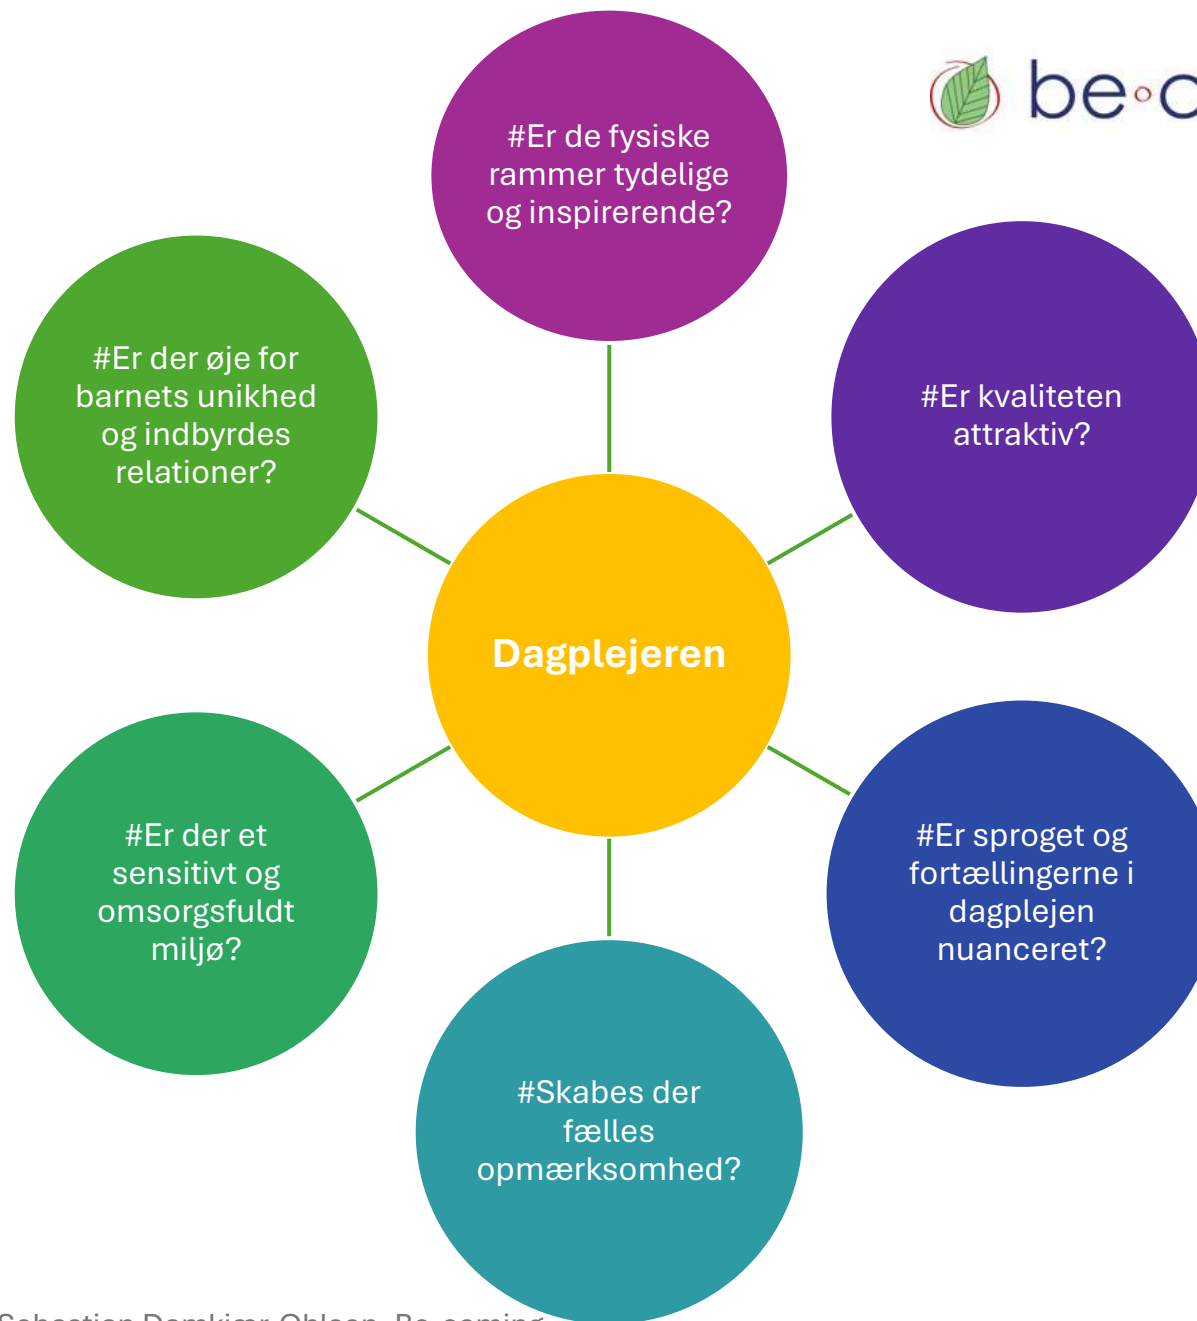 be
#Er de fysiske
rammer tydelige
og inspirerende?
#Er der øje for
barnets unikhed
og indbyrdes
relationer?
#Er kvaliteten
attraktiv?
Dagplejeren
#Er der et
sensitivt og
omsorgsfuldt
miljø?
#Er sproget og
fortællingerne i
dagplejen
nuanceret?
#Skabes der
fælles
opmærksomhed?